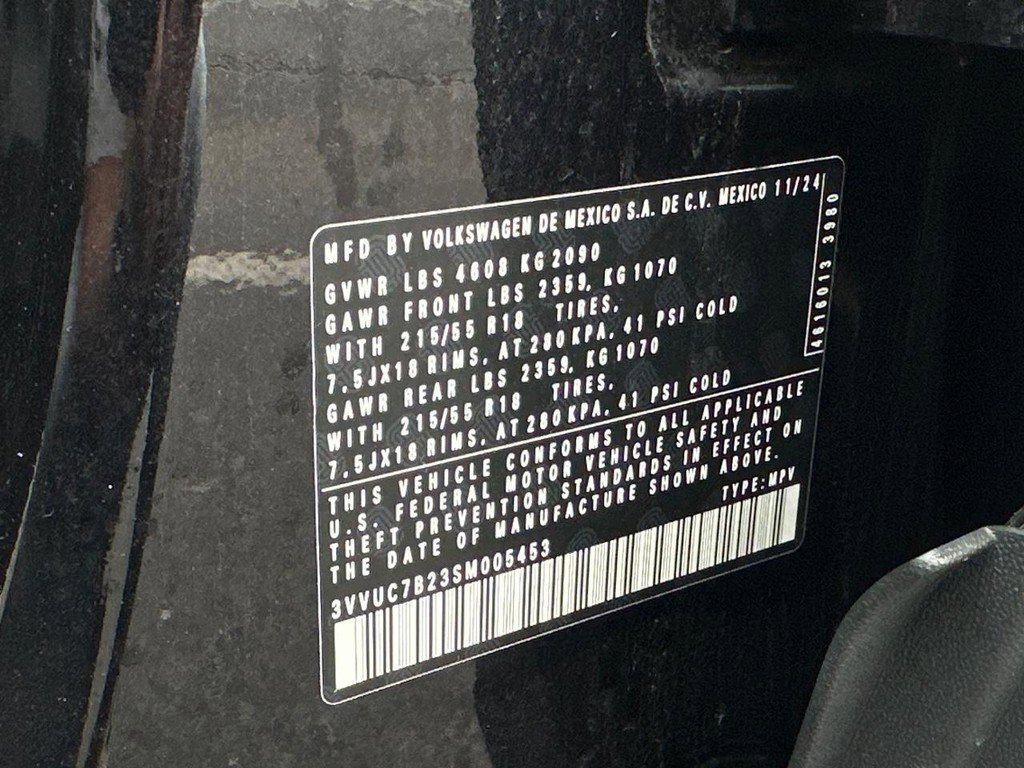 MFD BY VOLKSWAGEN DE MEXICO S.A. DE C.V. MEXICO 11/24
GVWR LBS 4608 KG 2090
GAWR FRONT LBS 2359, KG 1070
WITH 215/55 R18 TIRES,
7.5JX18 RIMS, AT 280 KPA, 41 PSI COLD
GAWR REAR LBS 2359, KG 1070
WITH 215/55 R18 TIRES,
7.5JX18 RIMS, AT 280 KPA, 41 PSI COLD
THIS VEHICLE CONFORMS TO ALL APPLICABLE
U.S. FEDERAL MOTOR VEHICLE SAFETY AND
THEFT PREVENTION STANDARDS IN EFFECT ON
THE DATE OF MANUFACTURE SHOWN ABOVE.
TYPE: MPV
3VVUC7B23SM005453
4616013 3980